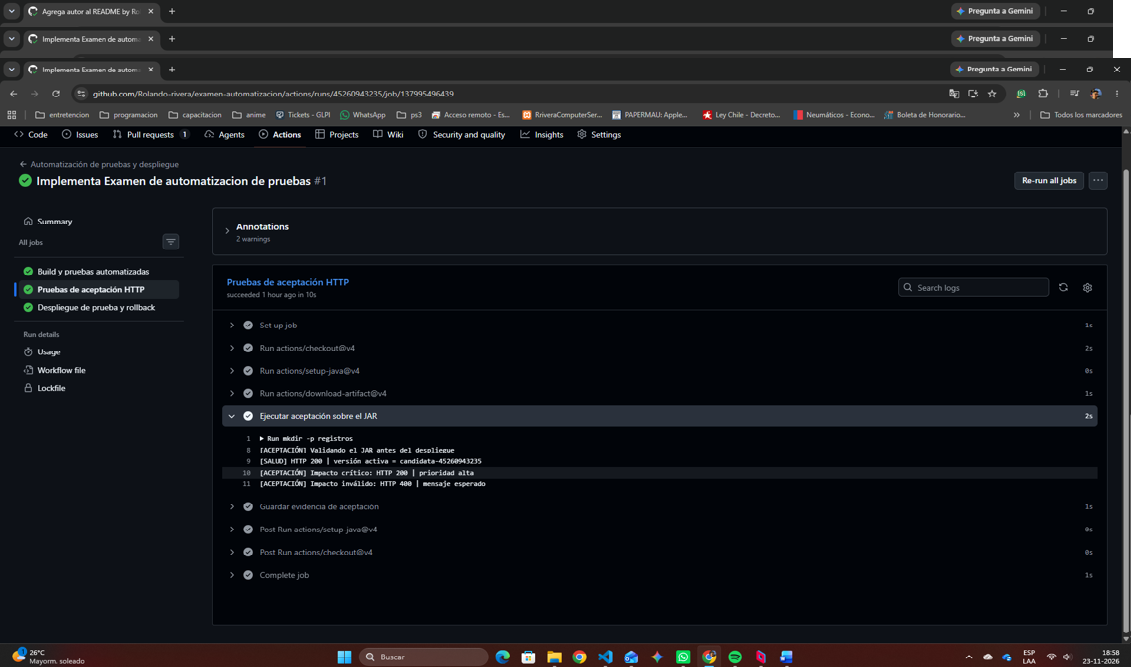 Agrega autor al README by Ro
Pregunta a Gemini
Implementa Examen de automa
Pregunta a Gemini
Implementa Examen de automa
Pregunta a Gemini
github.com/Rolando-rivera/examen-automatizacion/actions/runs/45260943235/job/137995496439
entretencion programacion capacitacion anime Tickets - GLPI WhatsApp ps3 Acceso remoto - Es... RriveraComputerSer... PAPERMAU: Apple... Ley Chile - Decreto... Neumáticos - Econo... Boleta de Honorario... » Todos los marcadores
Code Issues Pull requests 1 Agents Actions Projects Wiki Security and quality Insights Settings
← Automatización de pruebas y despliegue
Implementa Examen de automatizacion de pruebas #1
Re-run all jobs
Summary
All jobs
Build y pruebas automatizadas
Pruebas de aceptación HTTP
Despliegue de prueba y rollback
Run details
Usage
Workflow file
Lockfile
Annotations
2 warnings
Pruebas de aceptación HTTP
succeeded 1 hour ago in 10s
Search logs
Set up job 1s
Run actions/checkout@v4 2s
Run actions/setup-java@v4 0s
Run actions/download-artifact@v4 1s
Ejecutar aceptación sobre el JAR 2s
1 ▶ Run mkdir -p registros
8 [ACEPTACIÓN] Validando el JAR antes del despliegue
9 [SALUD] HTTP 200 | versión activa = candidata-45260943235
10 [ACEPTACIÓN] Impacto crítico: HTTP 200 | prioridad alta
11 [ACEPTACIÓN] Impacto inválido: HTTP 400 | mensaje esperado
Guardar evidencia de aceptación 1s
Post Run actions/setup-java@v4 0s
Post Run actions/checkout@v4 0s
Complete job 1s
1
26°C
Mayorm. soleado
Buscar
ESP
LAA
18:58
23-11-2026